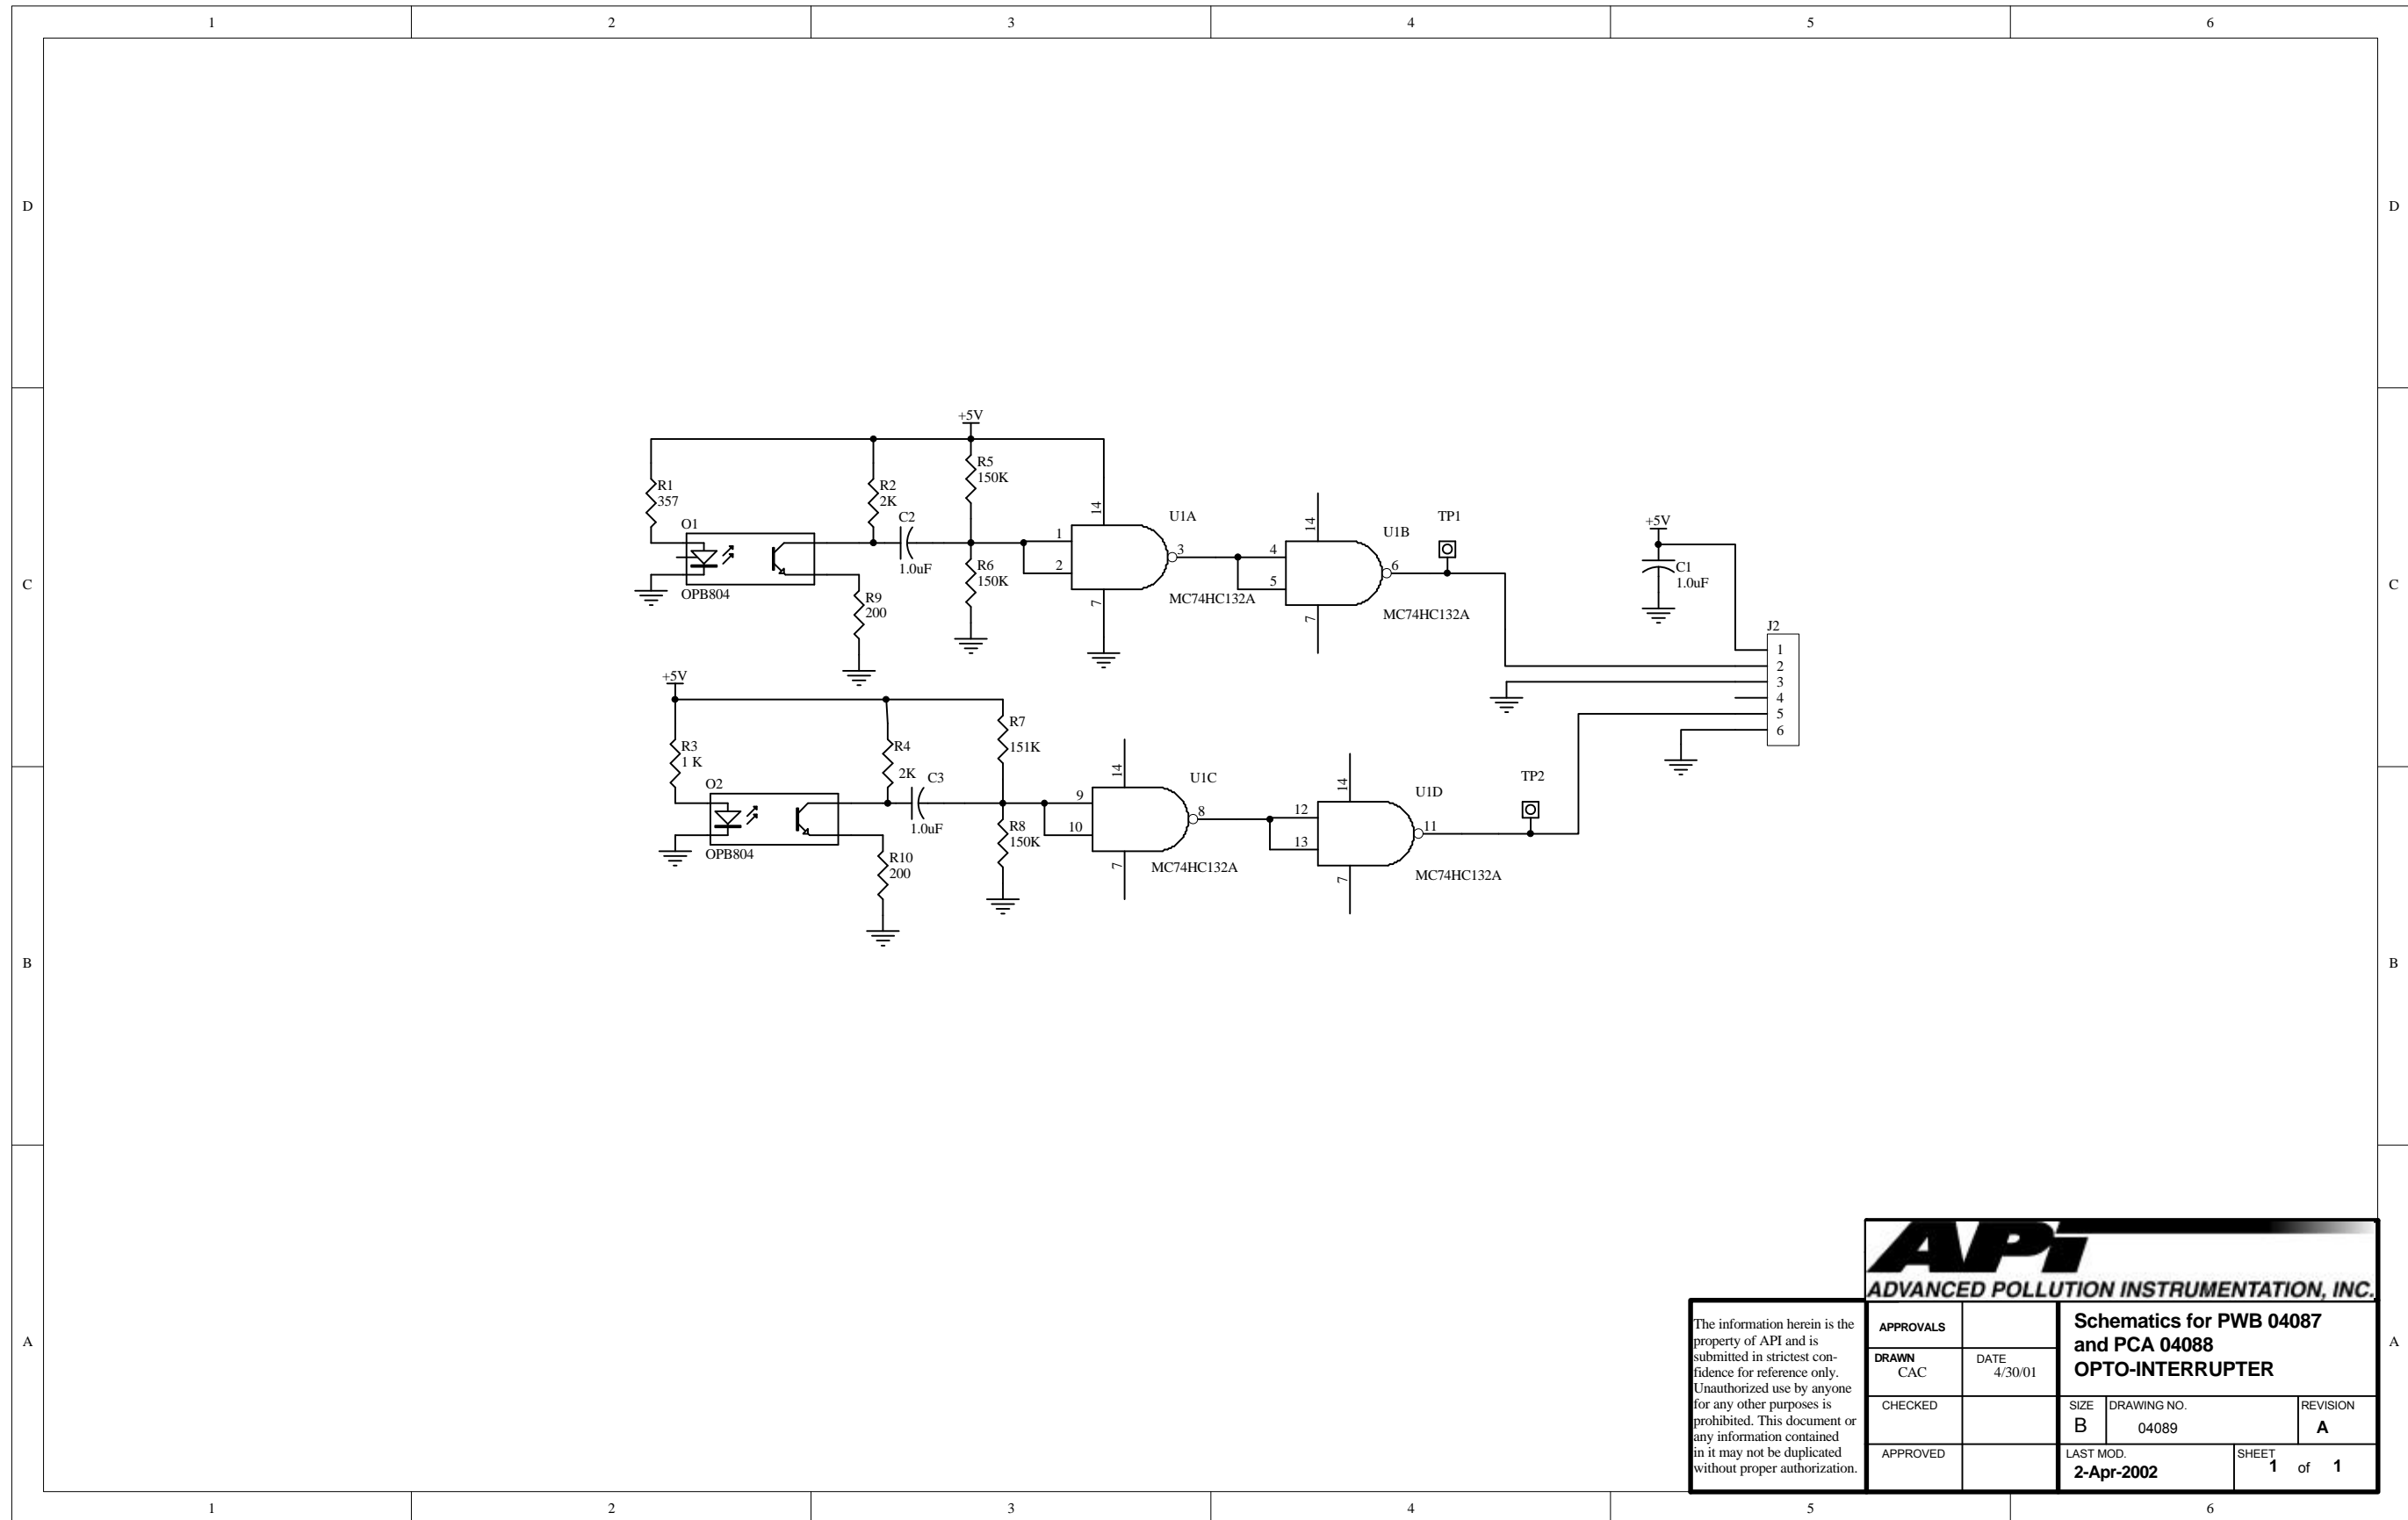 1 2 3 4 5 6
D D
+5V
R5
150K
R1
357
R2
2K
14
O1
C2
U1A
14
TP1
+5V
1
3
U1B
2
4
6
1.0uF
R6
150K
5
C1
1.0uF
OPB804
R9
200
7
MC74HC132A
7
MC74HC132A
C C
J2
1
2
3
4
5
6
+5V
R7
151K
R3
1 K
R4
2K
14
14
O2
C3
U1C
U1D
TP2
9
8
10
12
11
13
1.0uF
R8
150K
OPB804
R10
200
7
MC74HC132A
7
MC74HC132A
B B
A A
API
ADVANCED POLLUTION INSTRUMENTATION, INC.
The information herein is the
property of API and is
submitted in strictest con-
fidence for reference only.
Unauthorized use by anyone
for any other purposes is
prohibited. This document or
any information contained
in it may not be duplicated
without proper authorization.
APPROVALS
DRAWN
CAC
DATE
4/30/01
CHECKED
APPROVED
Schematics for PWB 04087
and PCA 04088
OPTO-INTERRUPTER
SIZE
B
DRAWING NO.
04089
REVISION
A
LAST MOD.
2-Apr-2002
SHEET
1 of 1
1 2 3 4 5 6